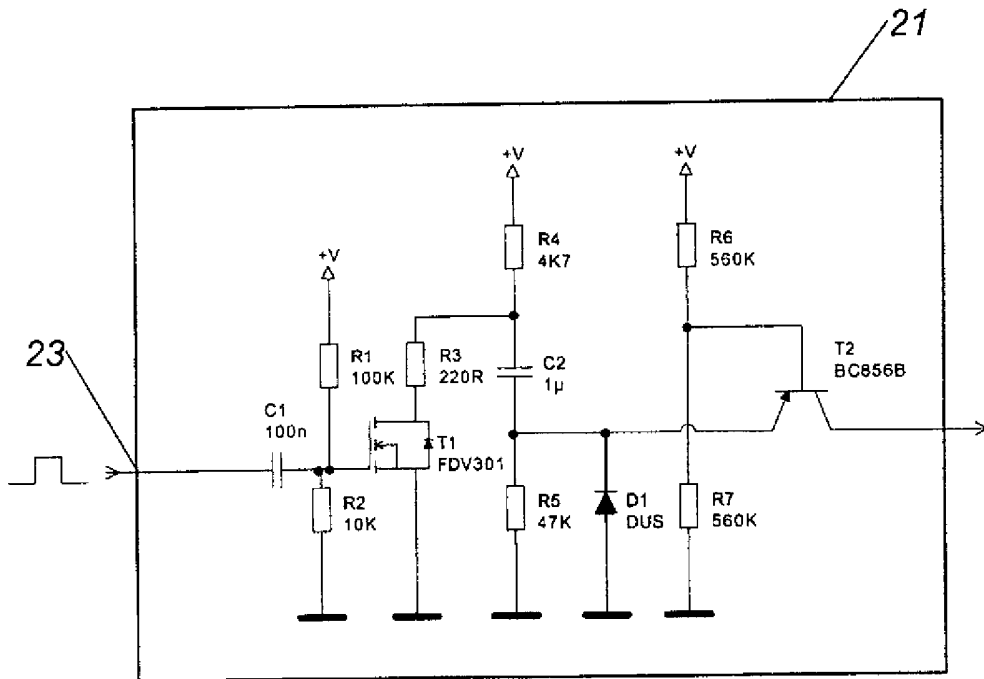 21
+V
+V
R4
4K7
R6
560K
+V
23
R1
100K
R3
220R
C2
1µ
T2
BC856B
C1
100n
T1
FDV301
R2
10K
R5
47K
D1
DUS
R7
560K